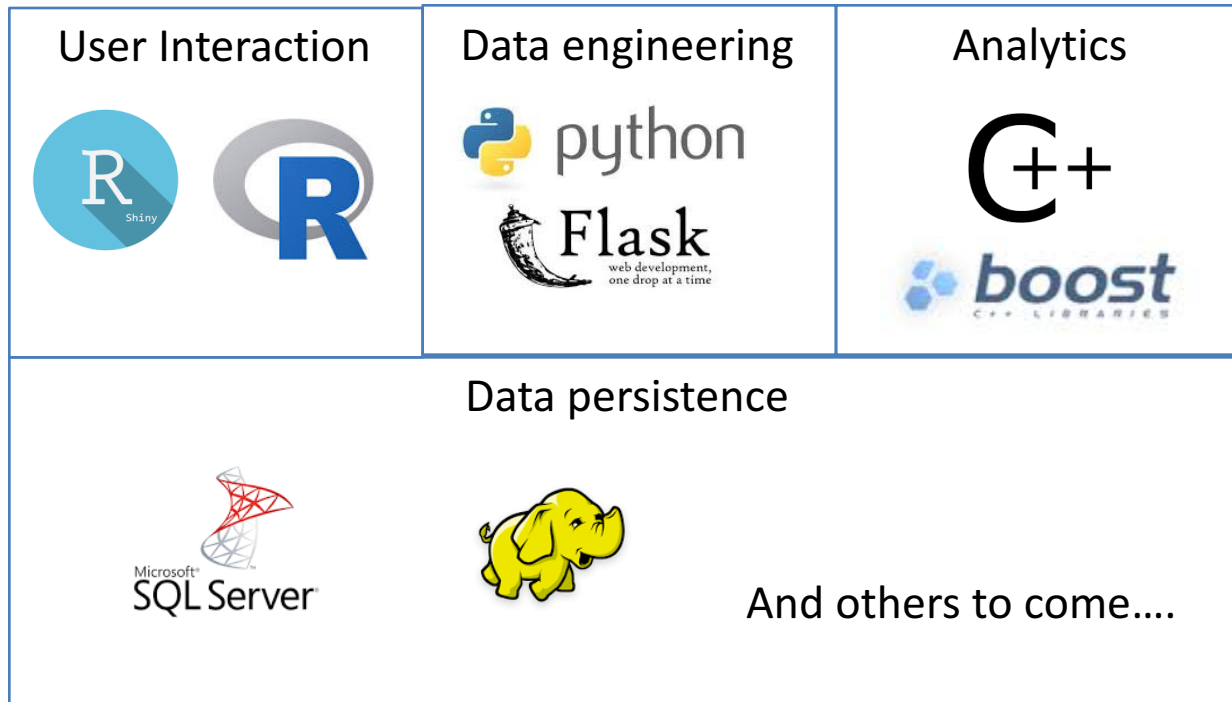 User Interaction
Data engineering
Analytics
R
Shiny
R
python
Flask
web development,
one drop at a time
C++
boost
C++ LIBRARIES
Data persistence
Microsoft®
SQL Server®
And others to come....